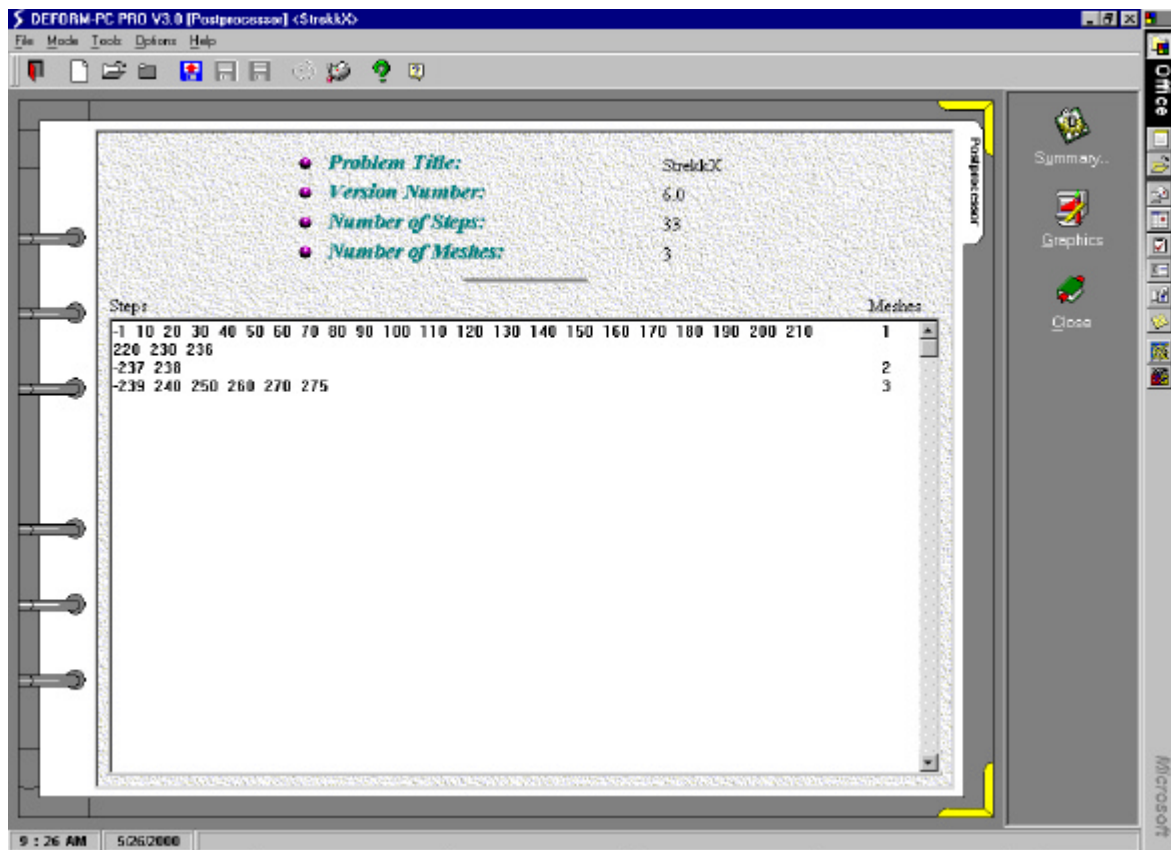 DEFORM-PC PRO V3.0 [Postprocessor] <StrekkX>
File Mode Tools Options Help
Office
Postprocessor
Problem Title: StrekkX
Version Number: 6.0
Number of Steps: 33
Number of Meshes: 3
Steps Meshes
-1 10 20 30 40 50 60 70 80 90 100 110 120 130 140 150 160 170 180 190 200 210 1
220 230 236
-237 238 2
-239 240 250 260 270 275 3
Summary...
Graphics
Close
Microsoft
9 : 26 AM 5/26/2000